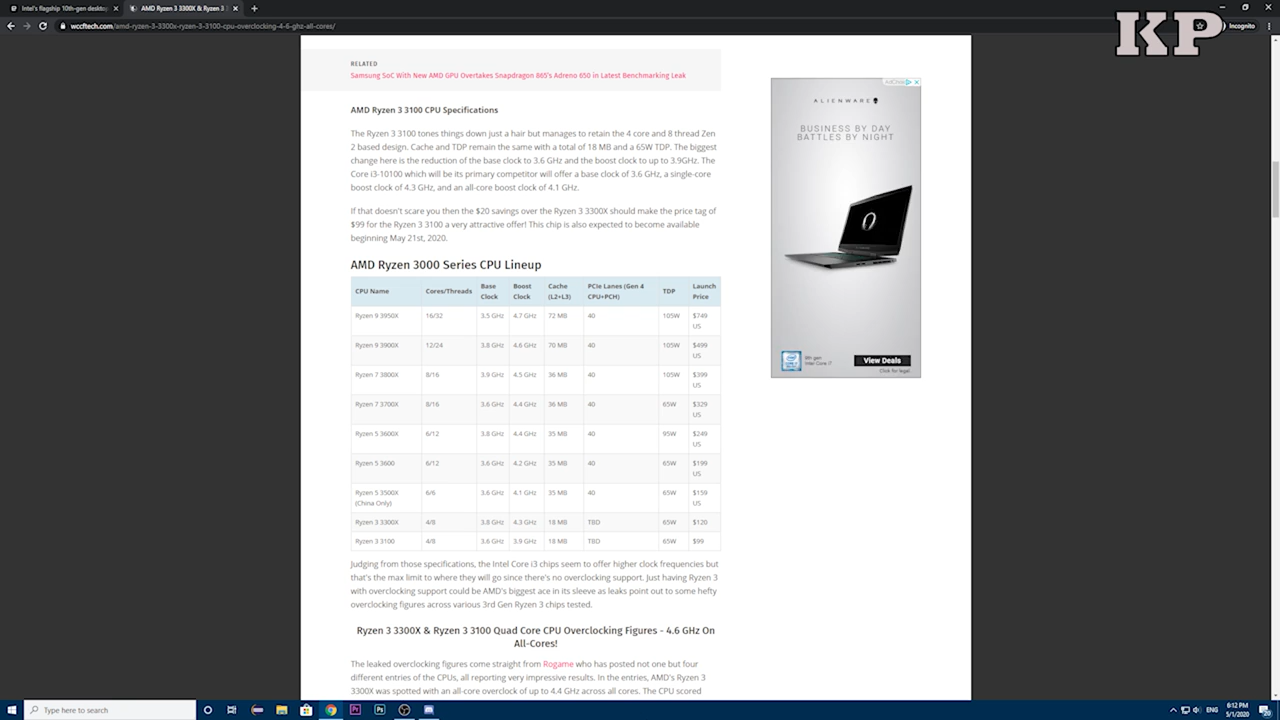 Intel's flagship 10th-gen desktop
AMD Ryzen 3 3300X & Ryzen 3
KP
wccftech.com/amd-ryzen-3-3300x-ryzen-3-3100-cpu-overclocking-4-6-ghz-all-cores/
Incognito
RELATED
Samsung SoC With New AMD GPU Overtakes Snapdragon 865's Adreno 650 in Latest Benchmarking Leak
AMD Ryzen 3 3100 CPU Specifications
The Ryzen 3 3100 tones things down just a hair but manages to retain the 4 core and 8 thread Zen
2 based design. Cache and TDP remain the same with a total of 18 MB and a 65W TDP. The biggest
change here is the reduction of the base clock to 3.6 GHz and the boost clock to up to 3.9GHz. The
Core i3-10100 which will be its primary competitor will offer a base clock of 3.6 GHz, a single-core
boost clock of 4.3 GHz, and an all-core boost clock of 4.1 GHz.
If that doesn't scare you then the $20 savings over the Ryzen 3 3300X should make the price tag of
$99 for the Ryzen 3 3100 a very attractive offer! This chip is also expected to become available
beginning May 21st, 2020.
AMD Ryzen 3000 Series CPU Lineup
CPU Name Cores/Threads Base Clock Boost Clock Cache (L2+L3) PCIe Lanes (Gen 4 CPU+PCH) TDP Launch Price
Ryzen 9 3950X 16/32 3.5 GHz 4.7 GHz 72 MB 40 105W $749 US
Ryzen 9 3900X 12/24 3.8 GHz 4.6 GHz 70 MB 40 105W $499 US
Ryzen 7 3800X 8/16 3.9 GHz 4.5 GHz 36 MB 40 105W $399 US
Ryzen 7 3700X 8/16 3.6 GHz 4.4 GHz 36 MB 40 65W $329 US
Ryzen 5 3600X 6/12 3.8 GHz 4.4 GHz 35 MB 40 95W $249 US
Ryzen 5 3600 6/12 3.6 GHz 4.2 GHz 35 MB 40 65W $199 US
Ryzen 5 3500X (China Only) 6/6 3.6 GHz 4.1 GHz 35 MB 40 65W $159 US
Ryzen 3 3300X 4/8 3.8 GHz 4.3 GHz 18 MB TBD 65W $120
Ryzen 3 3100 4/8 3.6 GHz 3.9 GHz 18 MB TBD 65W $99
Judging from those specifications, the Intel Core i3 chips seem to offer higher clock frequencies but
that's the max limit to where they will go since there's no overclocking support. Just having Ryzen 3
with overclocking support could be AMD's biggest ace in its sleeve as leaks point out to some hefty
overclocking figures across various 3rd Gen Ryzen 3 chips tested.
Ryzen 3 3300X & Ryzen 3 3100 Quad Core CPU Overclocking Figures - 4.6 GHz On
All-Cores!
The leaked overclocking figures come straight from Rogame who has posted not one but four
different entries of the CPUs, all reporting very impressive results. In the entries, AMD's Ryzen 3
3300X was spotted with an all-core overclock of up to 4.4 GHz across all cores. The CPU scored
AdChoices
ALIENWARE
BUSINESS BY DAY
BATTLES BY NIGHT
9th gen
Intel Core i7
View Deals
Click for legal.
Type here to search
ENG
6:12 PM
5/1/2020
20